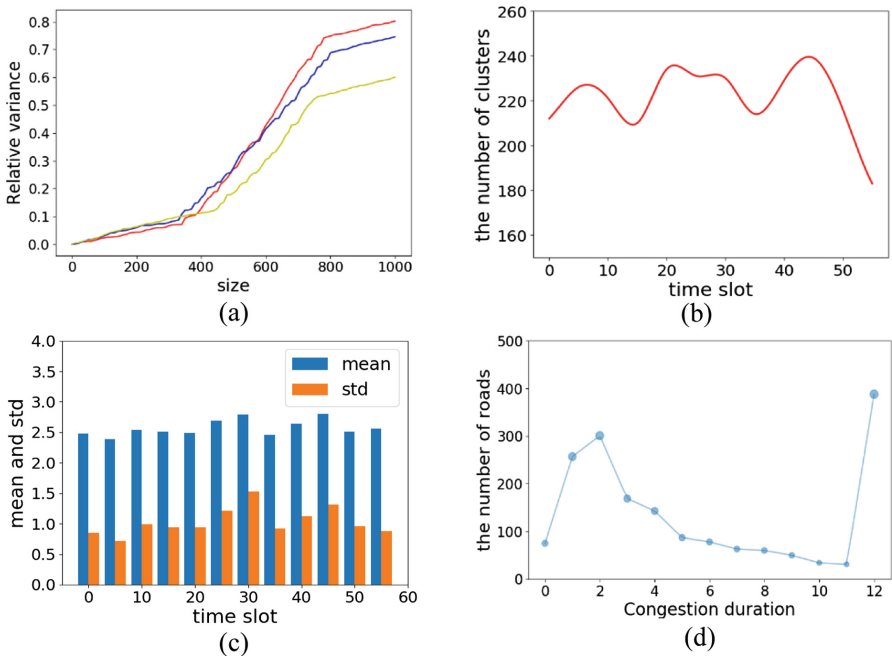 0.8
0.7
0.6
0.5
0.4
0.3
0.2
0.1
0.0
Relative variance
0 200 400 600 800 1000
size
(a)
260
240
220
200
180
160
the number of clusters
0 10 20 30 40 50
time slot
(b)
4.0
3.5
3.0
2.5
2.0
1.5
1.0
0.5
0.0
mean and std
mean
std
0 10 20 30 40 50 60
time slot
(c)
500
400
300
200
100
0
the number of roads
0 2 4 6 8 10 12
Congestion duration
(d)